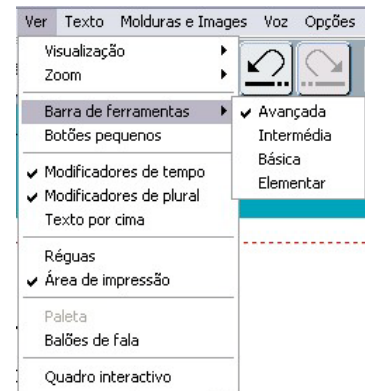 Ver Texto Molduras e Images Voz Opções
Visualização
Zoom
Barra de ferramentas
Botões pequenos
Modificadores de tempo
Modificadores de plural
Texto por cima
Réguas
Área de impressão
Paleta
Balões de fala
Quadro interactivo
Avançada
Intermédia
Básica
Elementar